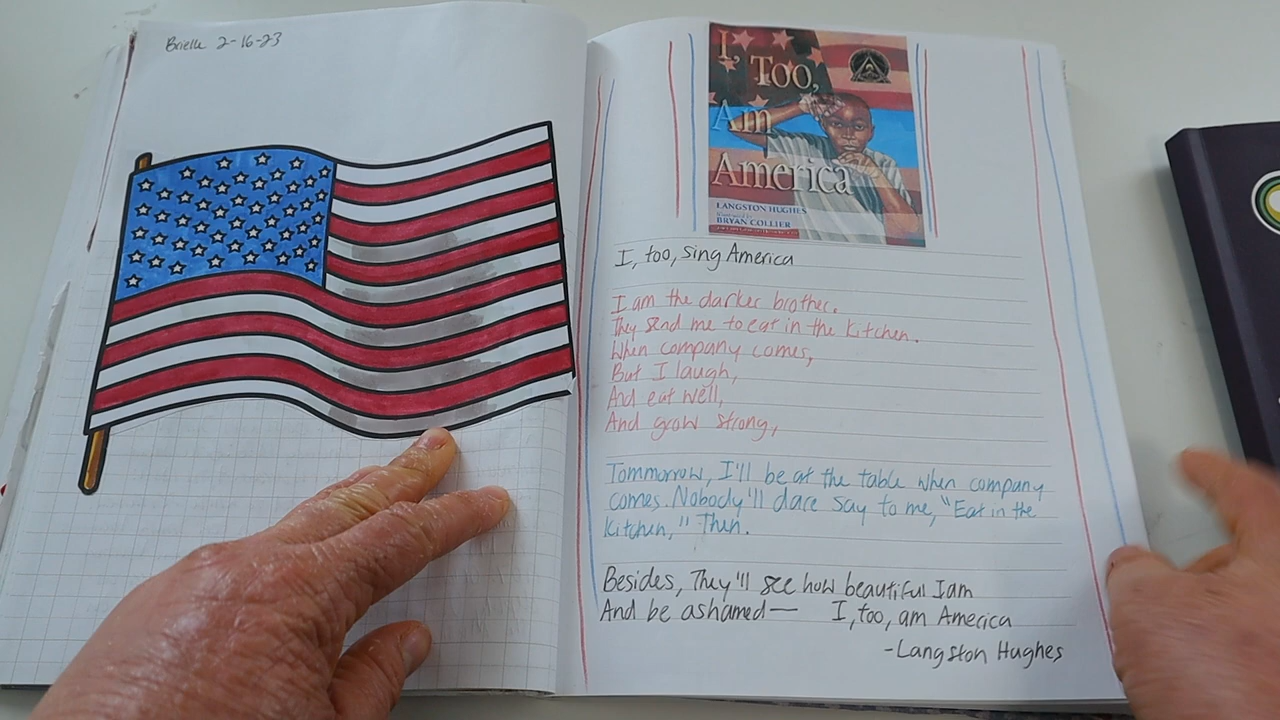 Brielle 2-16-23
I, Too,
Am
America
LANGSTON HUGHES
BRYAN COLLIER
I, too, sing America
I am the darker brother.
They send me to eat in the kitchen.
When company comes,
But I laugh,
And eat well,
And grow strong,
Tommorrow, I'll be at the table when company
comes. Nobody'll dare say to me, "Eat in the
kitchen," Then.
Besides, They'll see how beautiful I am
And be ashamed— I, too, am America
-Langston Hughes